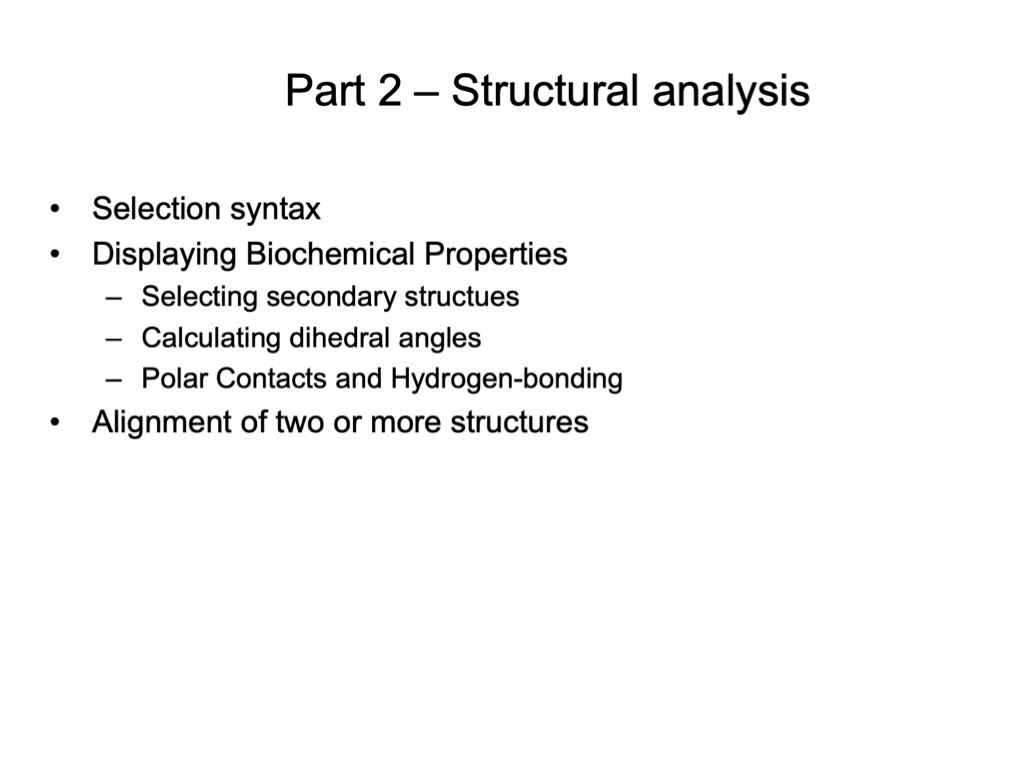 Part 2 – Structural analysis
• Selection syntax
• Displaying Biochemical Properties
– Selecting secondary structues
– Calculating dihedral angles
– Polar Contacts and Hydrogen-bonding
• Alignment of two or more structures